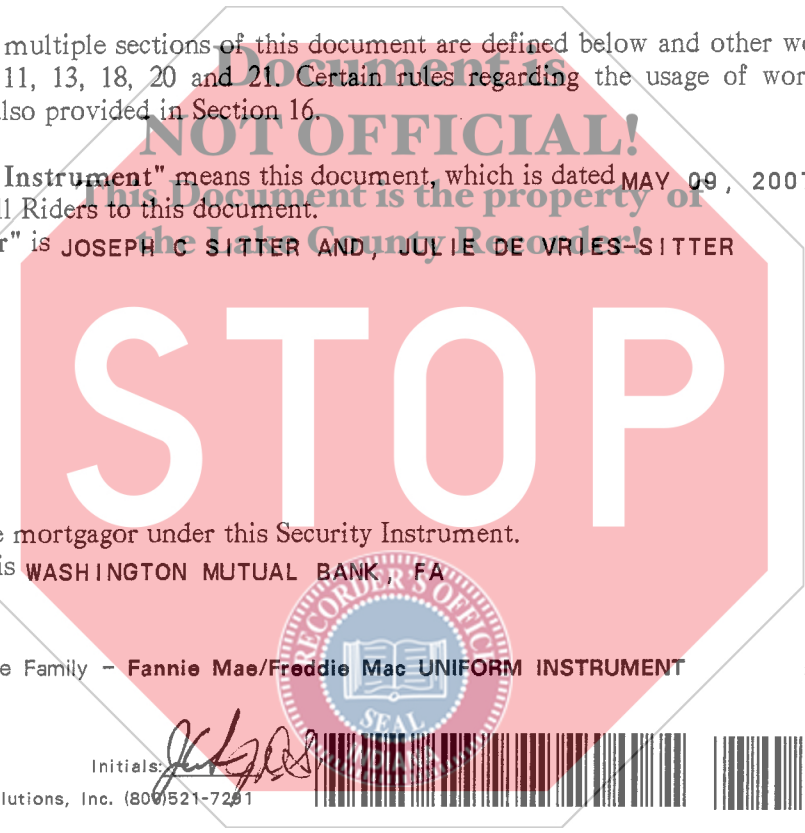 multiple sections of this document are defined below and other wo
11, 13, 18, 20 and 21. Certain rules regarding the usage of wor
also provided in Section 16.
Document is
NOT OFFICIAL!
This Document is the property of
the Lake County Recorder!
Instrument" means this document, which is dated MAY 09, 2007
ll Riders to this document.
r" is JOSEPH C SITTER AND, JULIE DE VRIES-SITTER
STOP
e mortgagor under this Security Instrument.
is WASHINGTON MUTUAL BANK, FA
RECORDER'S OFFICE
SEAL
INDIANA
e Family - Fannie Mae/Freddie Mac UNIFORM INSTRUMENT
Initials:
lutions, Inc. (800)521-7291